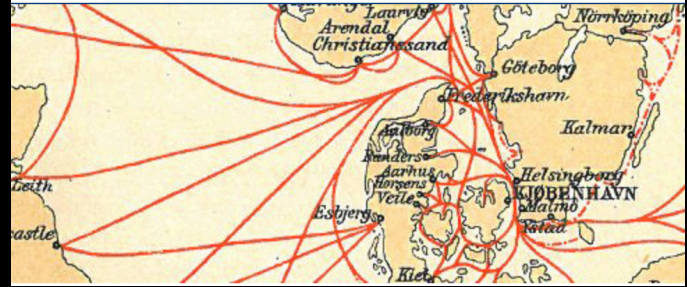 Laurvig
Arendal
Christianssand
Nörrköping
Göteborg
Frederikshavn
Aalborg
Kalmar
Randers
Aarhus
Horsens
Veile
Leith
Helsingborg
KJØBENHAVN
Malmö
Ystad
Esbjerg
castle
Kiel